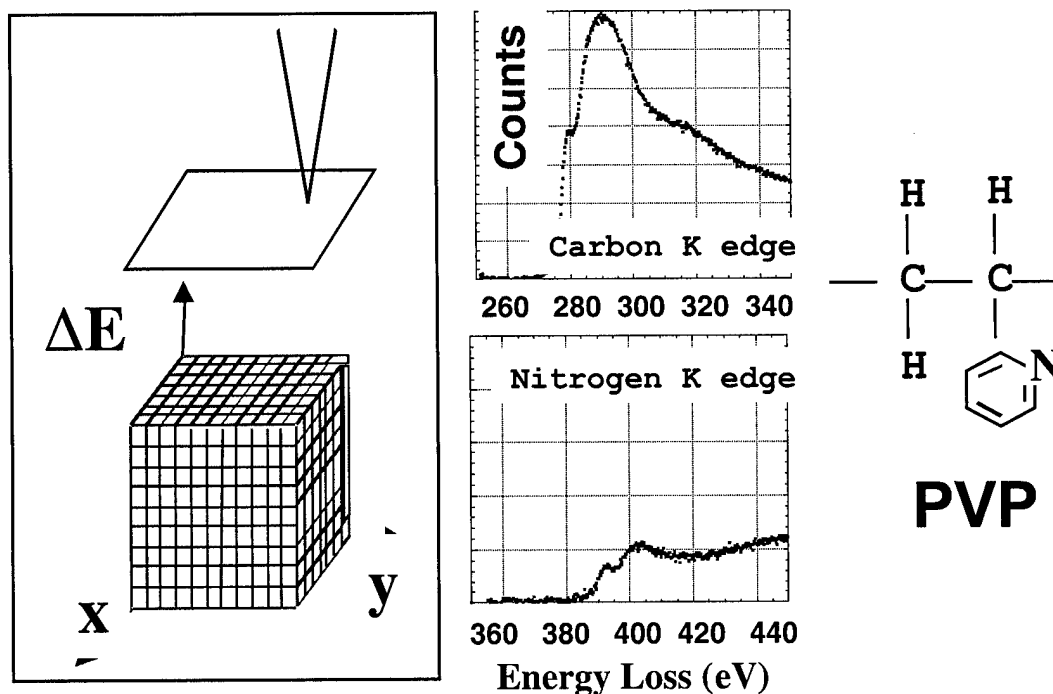 ΔE
x
y
Counts
Carbon K edge
260 280 300 320 340
Nitrogen K edge
360 380 400 420 440
Energy Loss (eV)
H H
C C
H
N
PVP